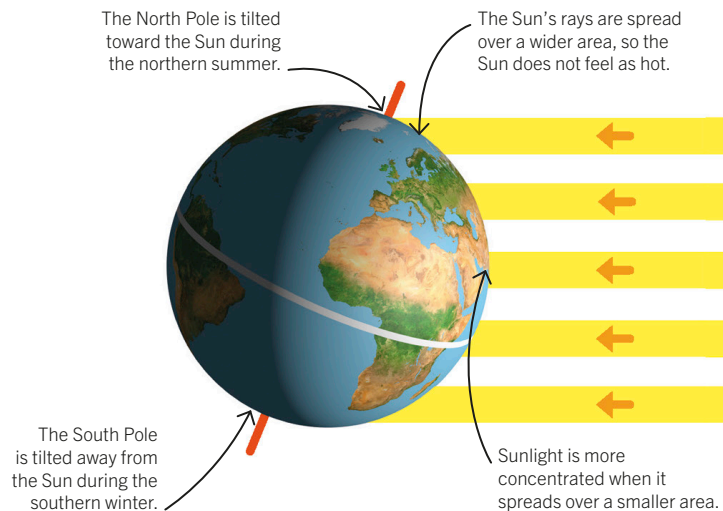 The North Pole is tilted
toward the Sun during
the northern summer.
The Sun’s rays are spread
over a wider area, so the
Sun does not feel as hot.
The South Pole
is tilted away from
the Sun during the
southern winter.
Sunlight is more
concentrated when it
spreads over a smaller area.